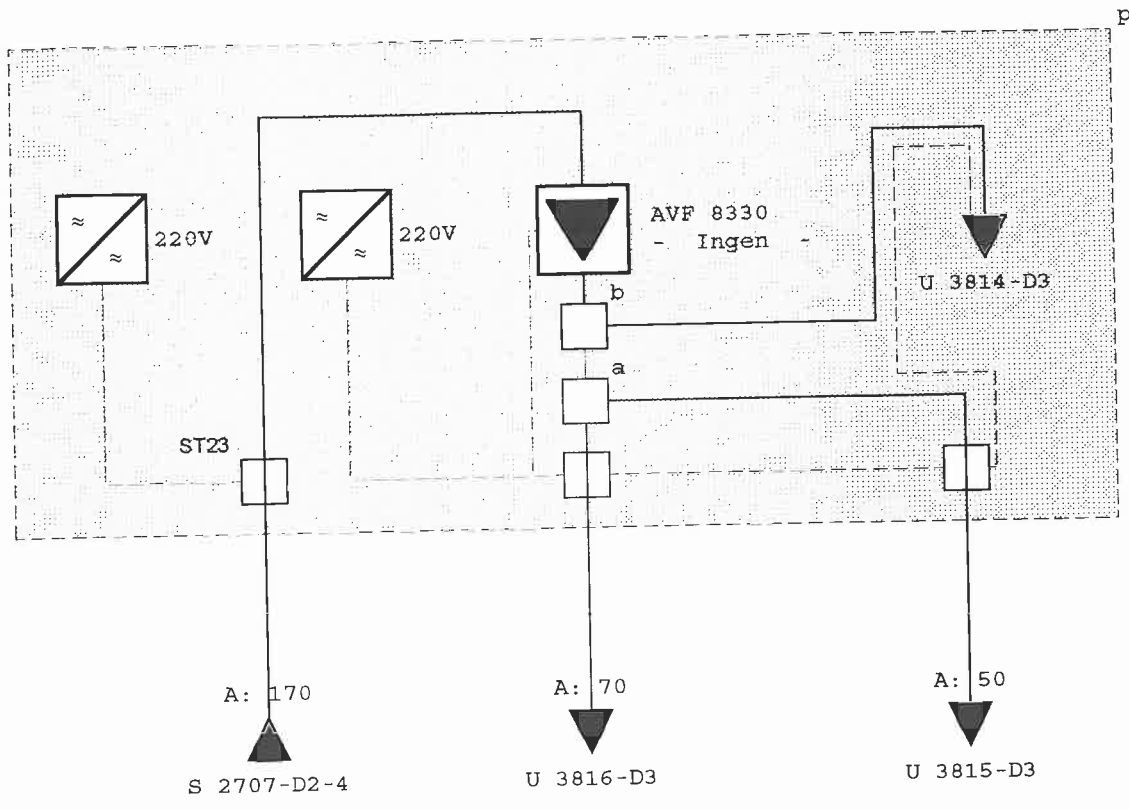 p
AVF 8330
- Ingen -
220V
220V
U 3814-D3
b
a
ST23
A: 170
A: 70
A: 50
S 2707-D2-4
U 3816-D3
U 3815-D3